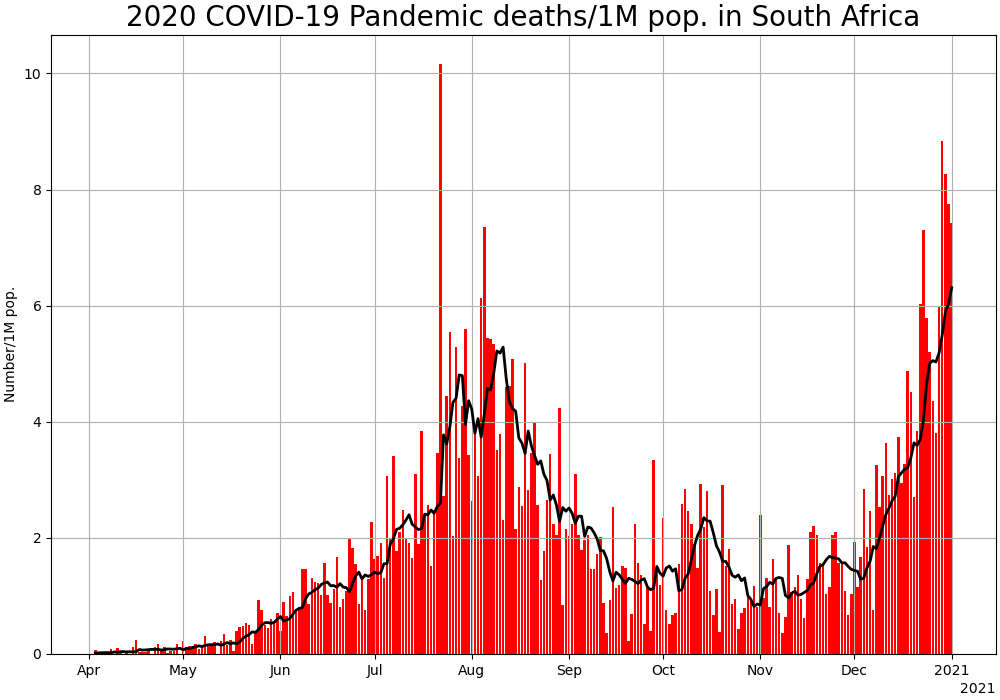 2020 COVID-19 Pandemic deaths/1M pop. in South Africa
Number/1M pop.
10
8
6
4
2
0
Apr May Jun Jul Aug Sep Oct Nov Dec 2021
2021